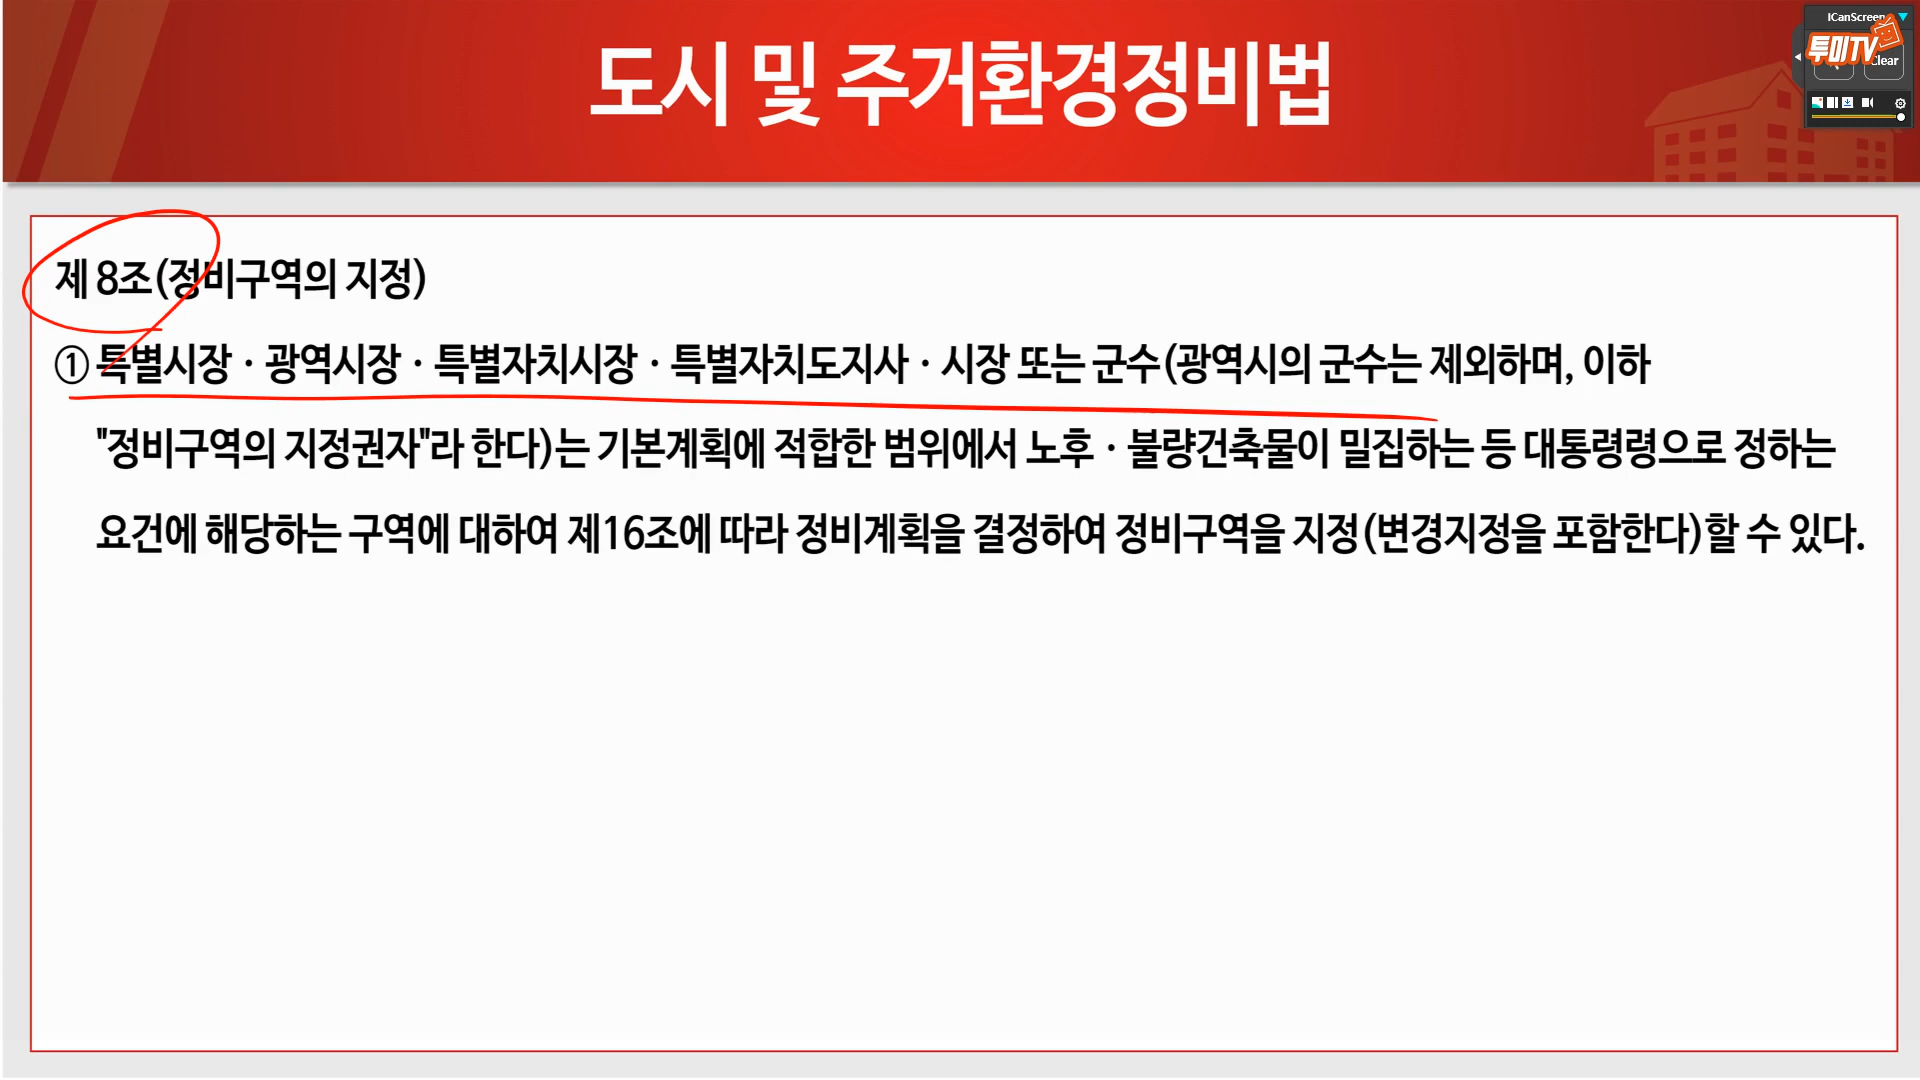 ICanScreen
투미TV
Clear
도시 및 주거환경정비법
제 8조(정비구역의 지정)
① 특별시장 · 광역시장 · 특별자치시장 · 특별자치도지사 · 시장 또는 군수(광역시의 군수는 제외하며, 이하
"정비구역의 지정권자"라 한다)는 기본계획에 적합한 범위에서 노후 · 불량건축물이 밀집하는 등 대통령령으로 정하는
요건에 해당하는 구역에 대하여 제16조에 따라 정비계획을 결정하여 정비구역을 지정(변경지정을 포함한다)할 수 있다.